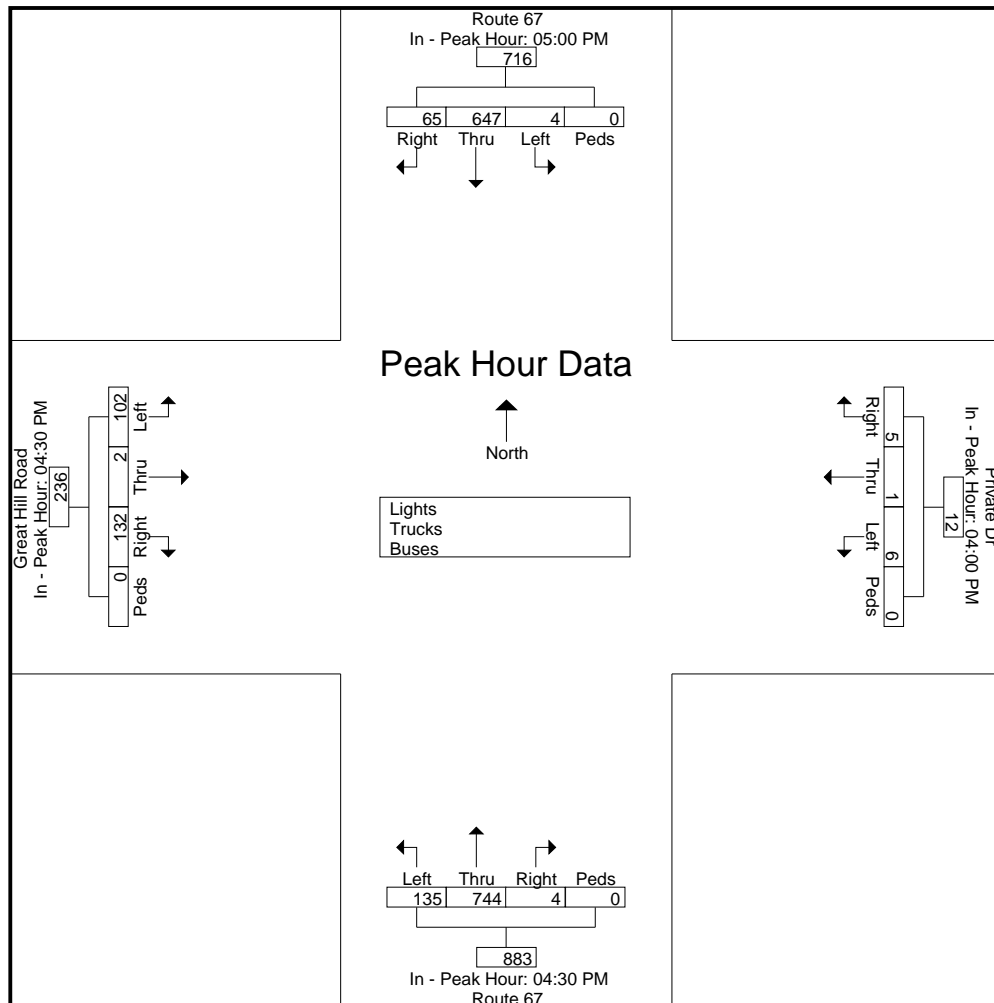 Route 67
In - Peak Hour: 05:00 PM
716
65 647 4 0
Right Thru Left Peds
Peak Hour Data
North
Lights
Trucks
Buses
Great Hill Road
In - Peak Hour: 04:30 PM
236
102 2 132 0
Left Thru Right Peds
Private Dr
In - Peak Hour: 04:00 PM
12
5 1 6 0
Right Thru Left Peds
Left Thru Right Peds
135 744 4 0
883
In - Peak Hour: 04:30 PM
Route 67